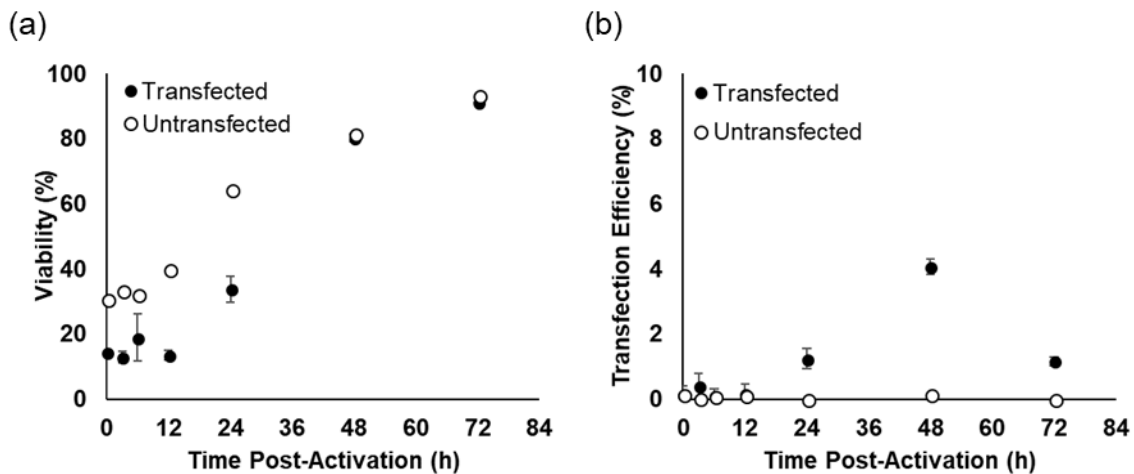 (a)
(b)
Viability (%)
100
80
60
40
20
0
Transfected
Untransfected
0 12 24 36 48 60 72 84
Time Post-Activation (h)
Transfection Efficiency (%)
10
8
6
4
2
0
Transfected
Untransfected
0 12 24 36 48 60 72 84
Time Post-Activation (h)